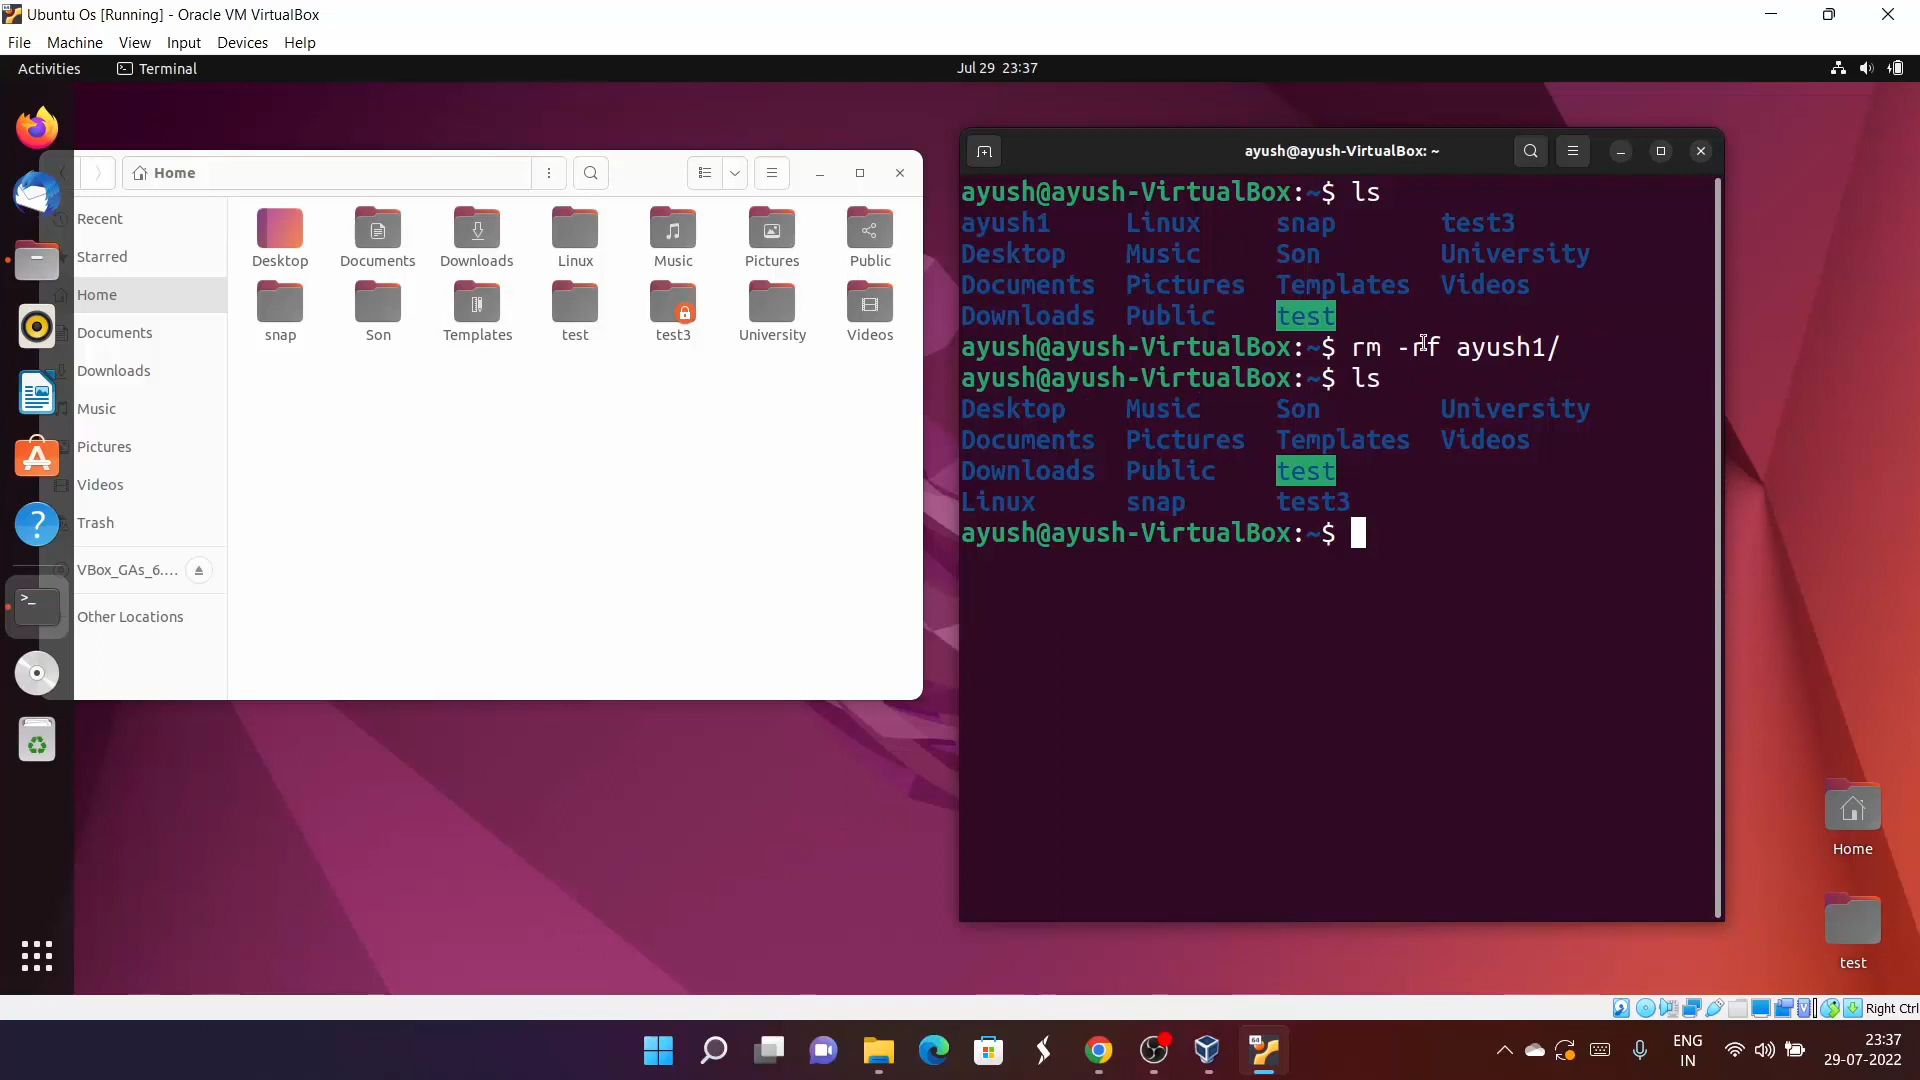 Ubuntu Os [Running] - Oracle VM VirtualBox
File Machine View Input Devices Help
Activities Terminal Jul 29 23:37
Home
Recent
Starred
Home
Documents
Downloads
Music
Pictures
Videos
Trash
VBox_GAs_6....
Other Locations
Desktop Documents Downloads Linux Music Pictures Public
snap Son Templates test test3 University Videos
ayush@ayush-VirtualBox: ~
ayush@ayush-VirtualBox:~$ ls
ayush1 Linux snap test3
Desktop Music Son University
Documents Pictures Templates Videos
Downloads Public test
ayush@ayush-VirtualBox:~$ rm -rf ayush1/
ayush@ayush-VirtualBox:~$ ls
Desktop Music Son University
Documents Pictures Templates Videos
Downloads Public test
Linux snap test3
ayush@ayush-VirtualBox:~$
Home
test
Right Ctrl
64
ENG
IN
23:37
29-07-2022